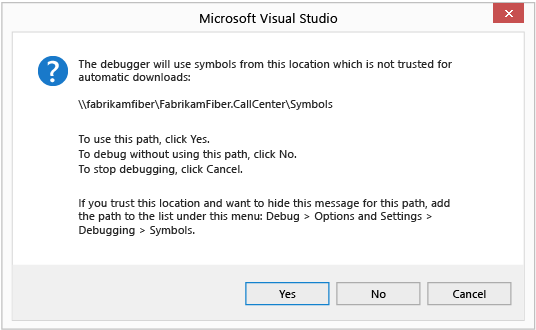 Microsoft Visual Studio
The debugger will use symbols from this location which is not trusted for
automatic downloads:
\\fabrikamfiber\FabrikamFiber.CallCenter\Symbols
To use this path, click Yes.
To debug without using this path, click No.
To stop debugging, click Cancel.
If you trust this location and want to hide this message for this path, add
the path to the list under this menu: Debug > Options and Settings >
Debugging > Symbols.
Yes No Cancel